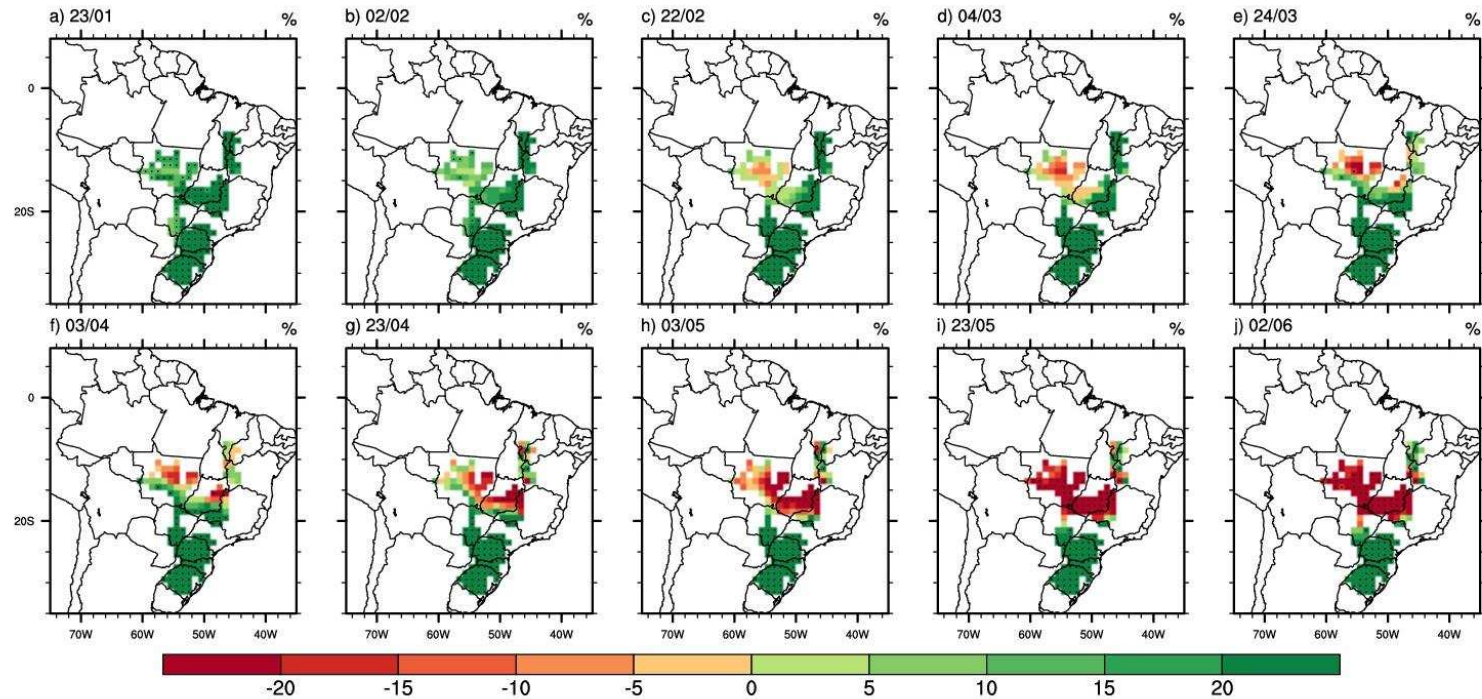 a) 23/01 % b) 02/02 % c) 22/02 % d) 04/03 % e) 24/03 %
0
20S
f) 03/04 % g) 23/04 % h) 03/05 % i) 23/05 % j) 02/06 %
0
20S
70W 60W 50W 40W 70W 60W 50W 40W 70W 60W 50W 40W 70W 60W 50W 40W 70W 60W 50W 40W
-20 -15 -10 -5 0 5 10 15 20